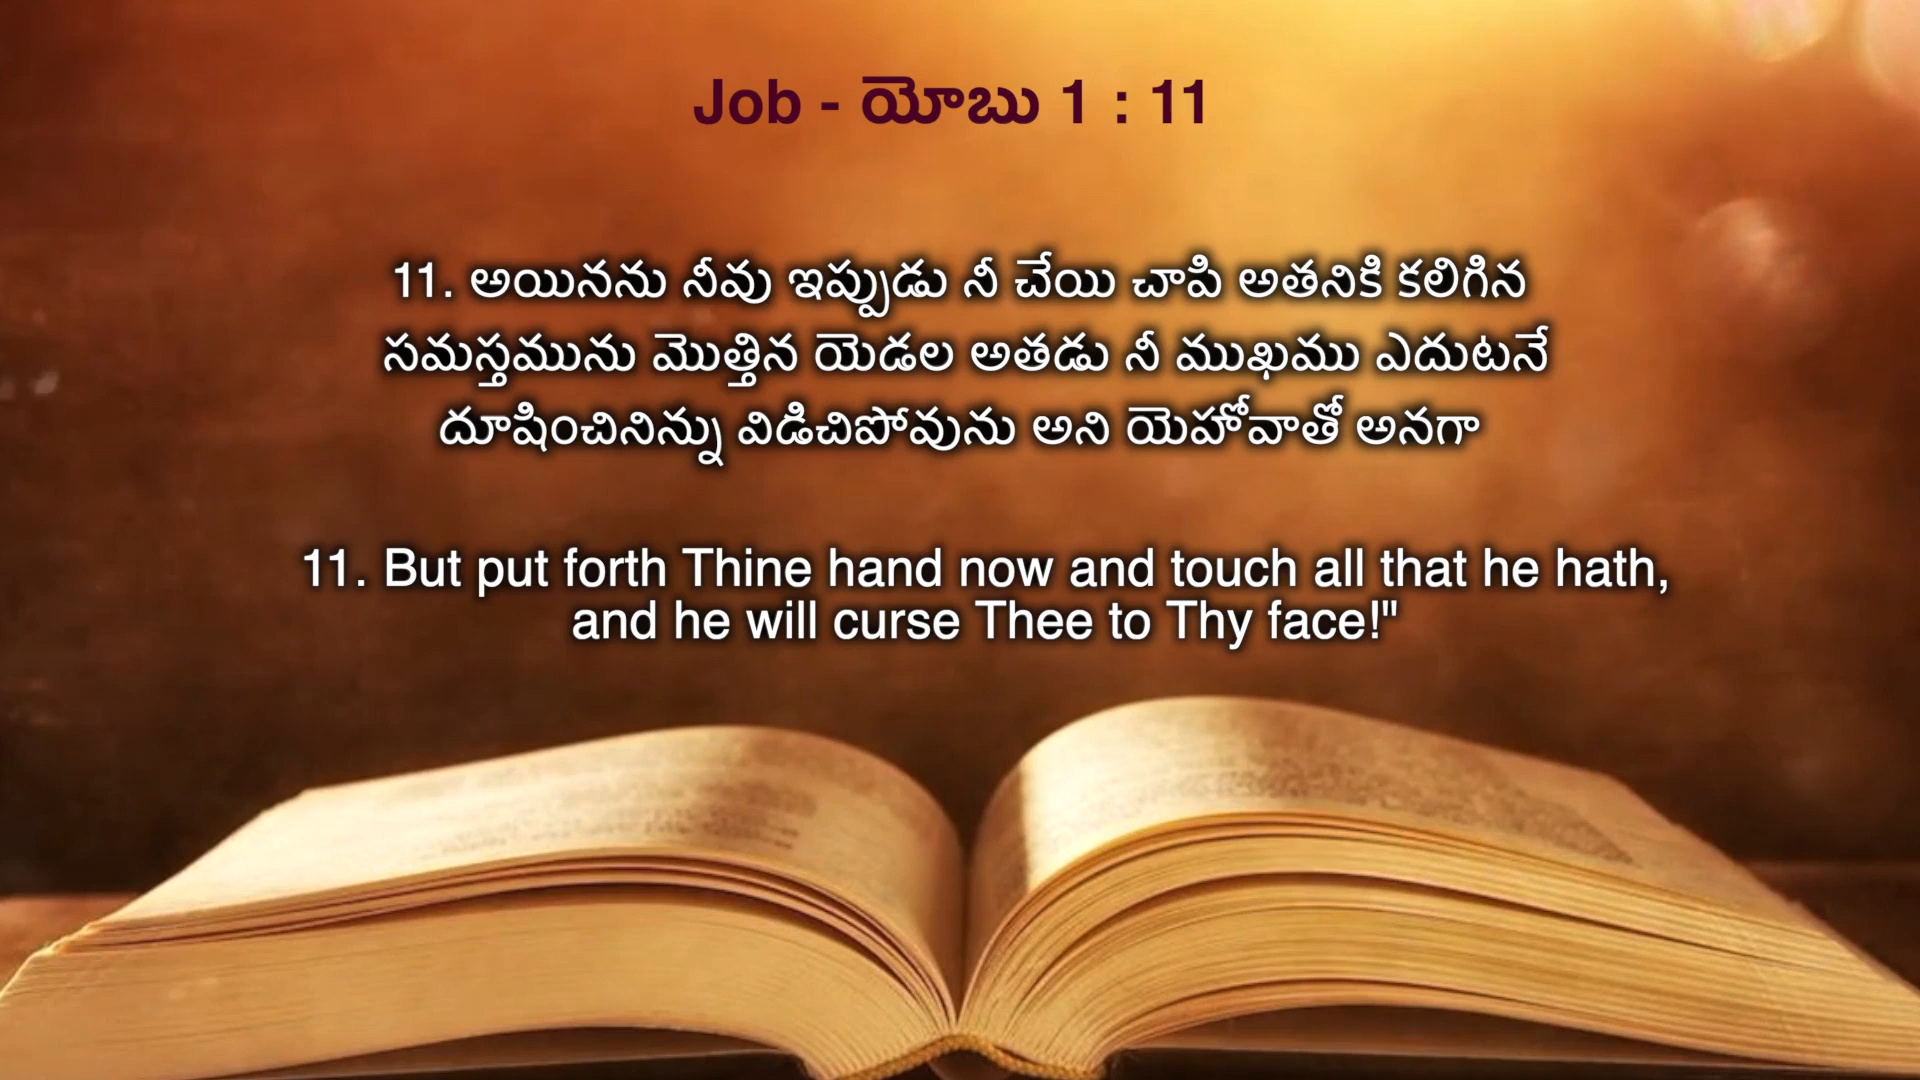 Job - యోబు 1 : 11
11. అయినను నీవు ఇప్పుడు నీ చేయి చాపి అతనికి కలిగిన
సమస్తమును మొత్తిన యెడల అతడు నీ ముఖము ఎదుటనే
దూషించినిన్ను విడిచిపోవును అని యెహోవాతో అనగా
11. But put forth Thine hand now and touch all that he hath,
and he will curse Thee to Thy face!"